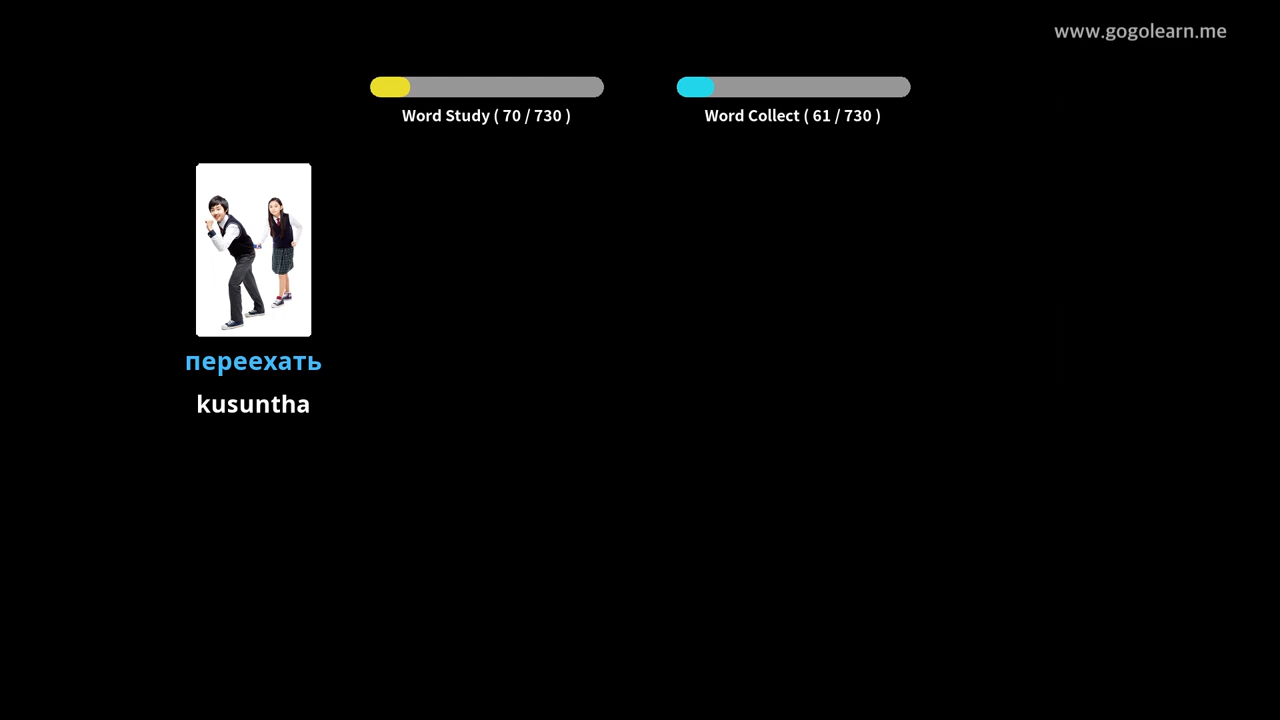 www.gogolearn.me
Word Study ( 70 / 730 )
Word Collect ( 61 / 730 )
переехать
kusuntha